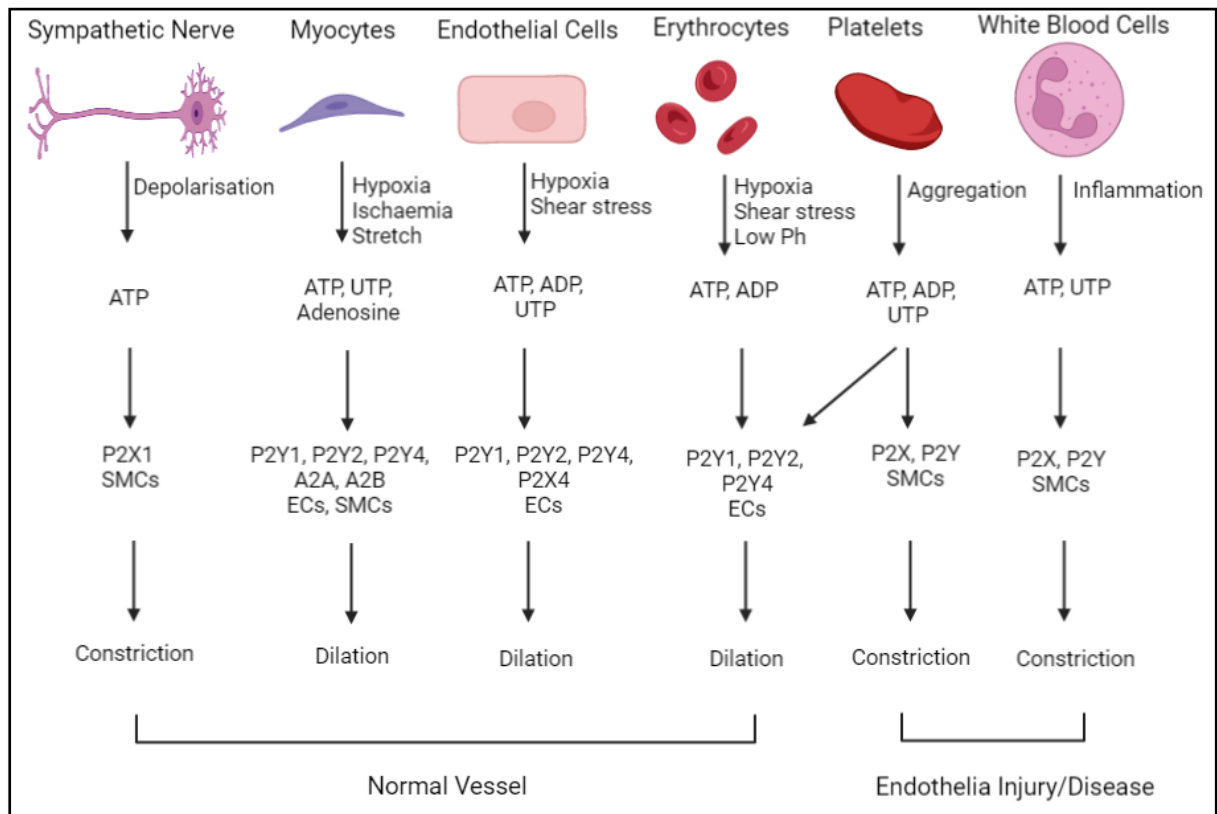 Sympathetic Nerve
Myocytes
Endothelial Cells
Erythrocytes
Platelets
White Blood Cells
Depolarisation
Hypoxia
Ischaemia
Stretch
Hypoxia
Shear stress
Hypoxia
Shear stress
Low Ph
Aggregation
Inflammation
ATP
ATP, UTP,
Adenosine
ATP, ADP,
UTP
ATP, ADP
ATP, ADP,
UTP
ATP, UTP
P2X1
SMCs
P2Y1, P2Y2, P2Y4,
A2A, A2B
ECs, SMCs
P2Y1, P2Y2, P2Y4,
P2X4
ECs
P2Y1, P2Y2,
P2Y4
ECs
P2X, P2Y
SMCs
P2X, P2Y
SMCs
Constriction
Dilation
Dilation
Dilation
Constriction
Constriction
Normal Vessel
Endothelia Injury/Disease